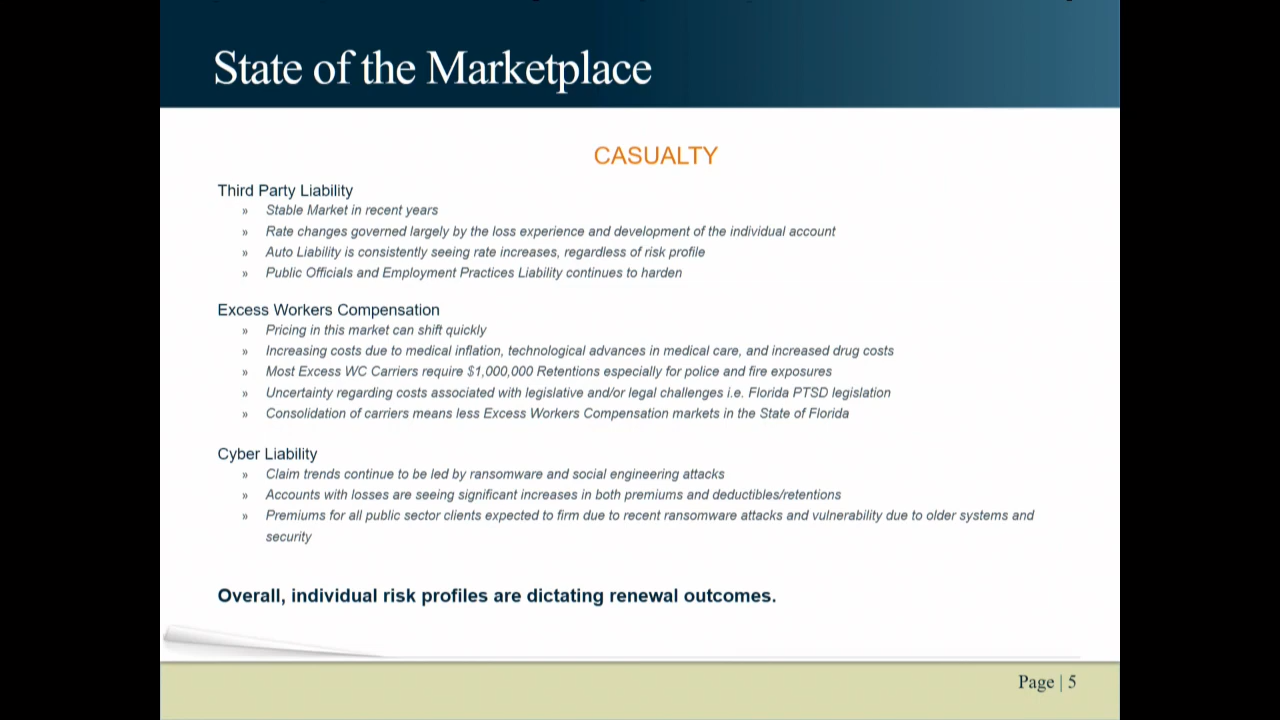 State of the Marketplace
CASUALTY
Third Party Liability
» Stable Market in recent years
» Rate changes governed largely by the loss experience and development of the individual account
» Auto Liability is consistently seeing rate increases, regardless of risk profile
» Public Officials and Employment Practices Liability continues to harden
Excess Workers Compensation
» Pricing in this market can shift quickly
» Increasing costs due to medical inflation, technological advances in medical care, and increased drug costs
» Most Excess WC Carriers require $1,000,000 Retentions especially for police and fire exposures
» Uncertainty regarding costs associated with legislative and/or legal challenges i.e. Florida PTSD legislation
» Consolidation of carriers means less Excess Workers Compensation markets in the State of Florida
Cyber Liability
» Claim trends continue to be led by ransomware and social engineering attacks
» Accounts with losses are seeing significant increases in both premiums and deductibles/retentions
» Premiums for all public sector clients expected to firm due to recent ransomware attacks and vulnerability due to older systems and
security
Overall, individual risk profiles are dictating renewal outcomes.
Page | 5